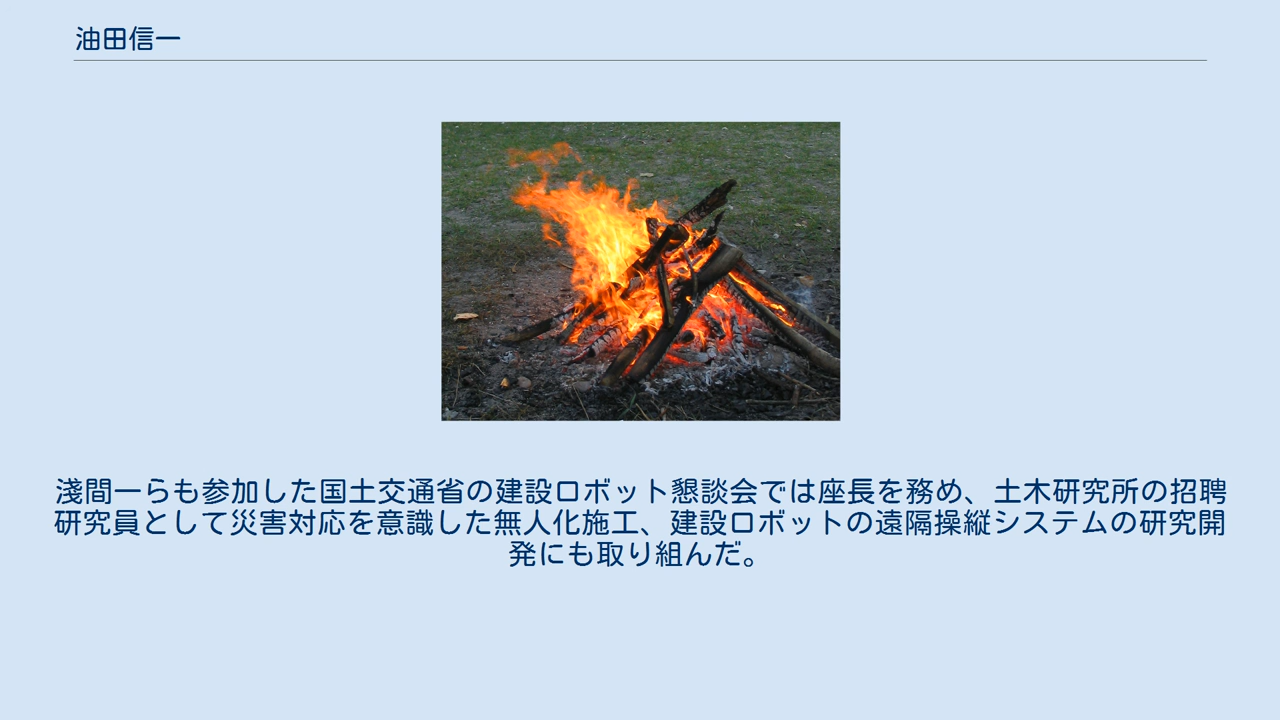 油田信一
淺間一らも参加した国土交通省の建設ロボット懇談会では座長を務め、土木研究所の招聘
研究員として災害対応を意識した無人化施工、建設ロボットの遠隔操縦システムの研究開
発にも取り組んだ。